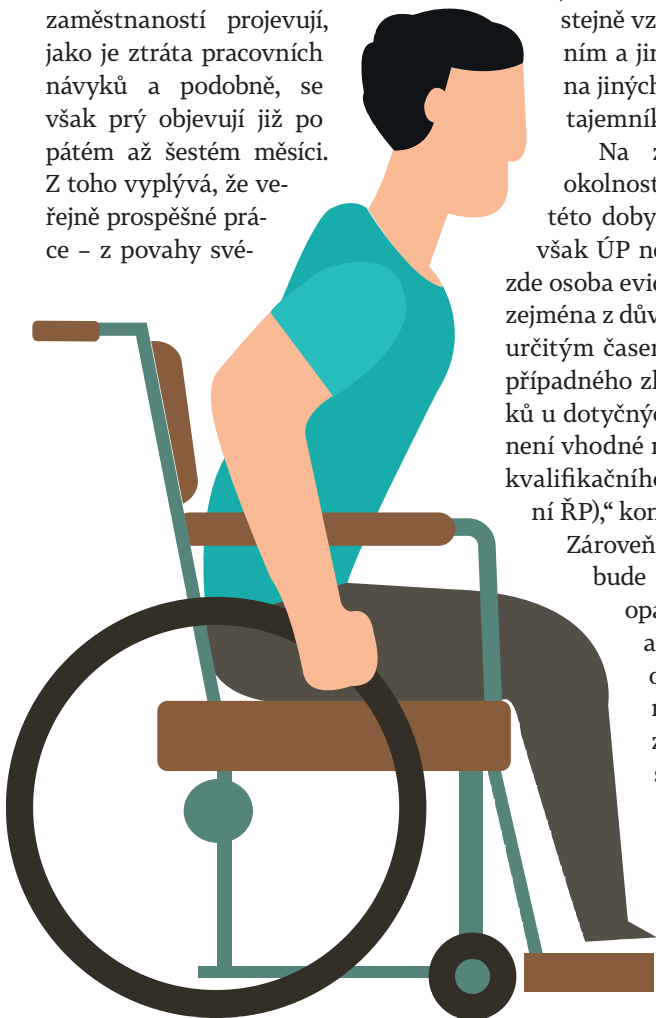 zaměstnaností projevují,
jako je ztráta pracovních
návyků a podobně, se
však prý objevují již po
pátém až šestém měsíci.
Z toho vyplývá, že ve-
řejně prospěšné prá-
ce – z povahy své-
stejně vz
ním a jin
na jiných
tajemník
Na z
okolnost
této doby
však ÚP ne
zde osoba evid
zejména z dův
určitým časem
případného zh
ků u dotyčnýc
není vhodné n
kvalifikačního
ní ŘP),“ kon
Zároveň
bude
opa
a
o
n
z
s